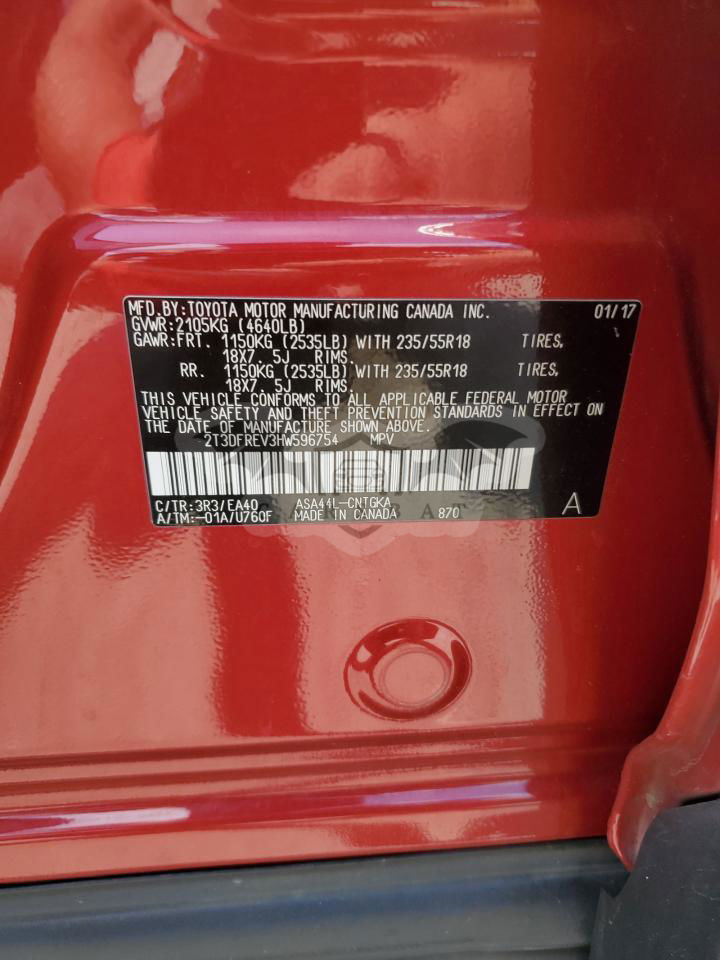 MFD.BY:TOYOTA MOTOR MANUFACTURING CANADA INC. 01/17
GVWR:2105KG (4640LB)
GAWR:FRT. 1150KG (2535LB) WITH 235/55R18 TIRES,
18X7. 5J RIMS.
RR. 1150KG (2535LB) WITH 235/55R18 TIRES,
18X7. 5J RIMS.
THIS VEHICLE CONFORMS TO ALL APPLICABLE FEDERAL MOTOR
VEHICLE SAFETY AND THEFT PREVENTION STANDARDS IN EFFECT ON
THE DATE OF MANUFACTURE SHOWN ABOVE.
2T3DFREV3HW596754 MPV
C/TR:3R3/EA40 ASA44L-CNTGKA
A/TM:-01A/U760F MADE IN CANADA 870 A